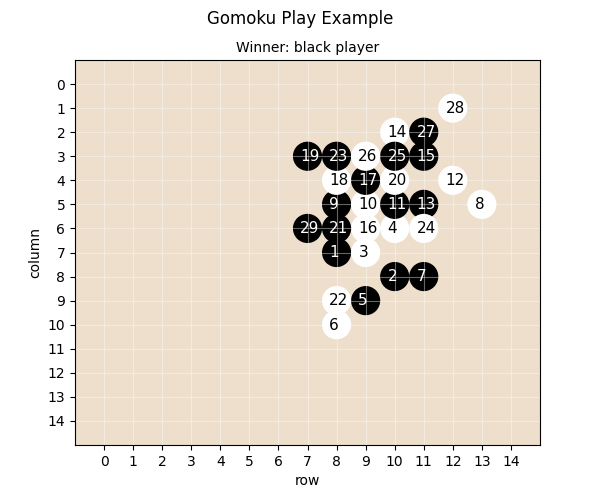 Gomoku Play Example
Winner: black player
0
1 28
2 14 27
3 19 23 26 25 15
4 18 17 20 12
5 9 10 11 13 8
6 29 21 16 4 24
7 1 3
8 2 7
9 22 5
10 6
11
12
13
14
column
0 1 2 3 4 5 6 7 8 9 10 11 12 13 14
row